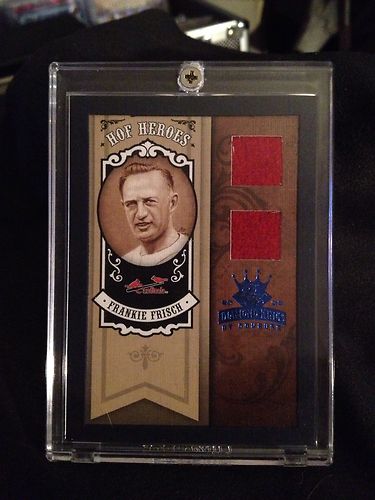 HOF HEROES
Cardinals
FRANKIE FRISCH
DIAMOND KINGS